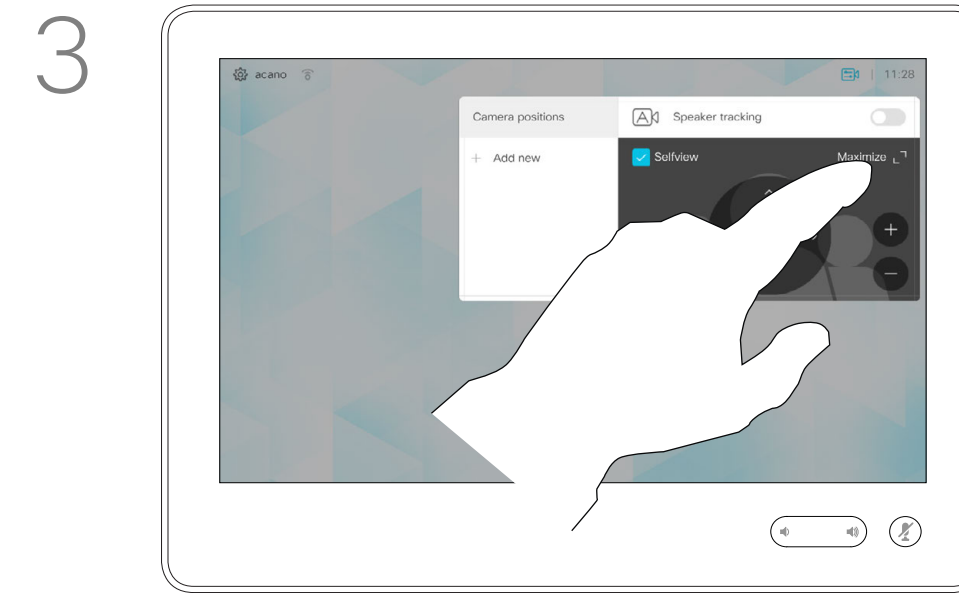 3
acano
11:28
Camera positions
Speaker tracking
+ Add new
Selfview
Maximize